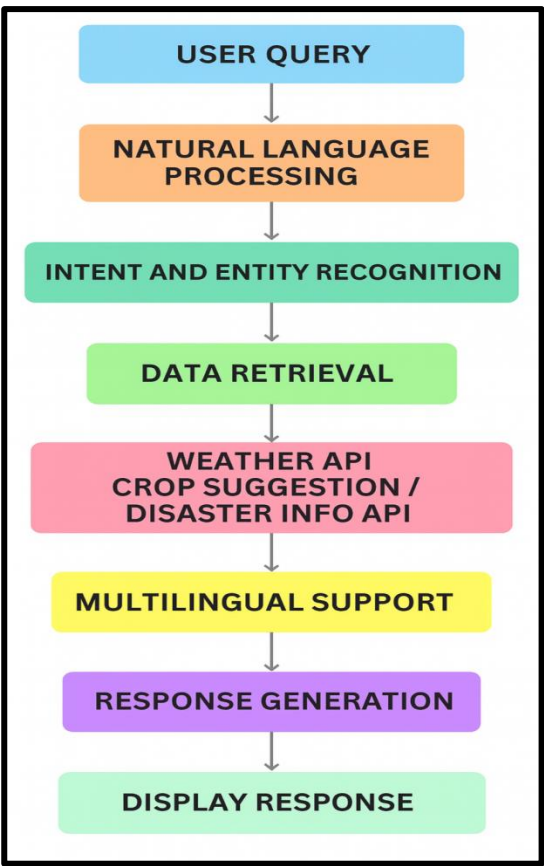 USER QUERY
NATURAL LANGUAGE
PROCESSING
INTENT AND ENTITY RECOGNITION
DATA RETRIEVAL
WEATHER API
CROP SUGGESTION /
DISASTER INFO API
MULTILINGUAL SUPPORT
RESPONSE GENERATION
DISPLAY RESPONSE